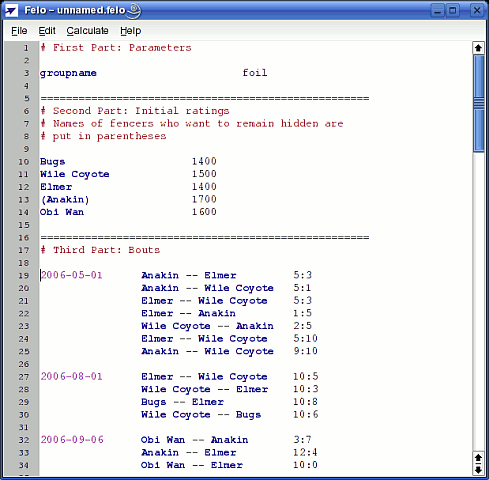 Felo – unnamed.felo
File Edit Calculate Help
1 # First Part: Parameters
2
3 groupname foil
4
5 ====================================================
6 # Second Part: Initial ratings
7 # Names of fencers who want to remain hidden are
8 # put in parentheses
9
10 Bugs 1400
11 Wile Coyote 1500
12 Elmer 1400
13 (Anakin) 1700
14 Obi Wan 1600
15
16 ====================================================
17 # Third Part: Bouts
18
19 2006-05-01 Anakin -- Elmer 5:3
20 Anakin -- Wile Coyote 5:1
21 Elmer -- Wile Coyote 5:3
22 Elmer -- Anakin 1:5
23 Wile Coyote -- Anakin 2:5
24 Elmer -- Wile Coyote 5:10
25 Anakin -- Wile Coyote 9:10
26
27 2006-08-01 Elmer -- Wile Coyote 10:5
28 Wile Coyote -- Elmer 10:3
29 Bugs -- Elmer 10:8
30 Wile Coyote -- Bugs 10:6
31
32 2006-09-06 Obi Wan -- Anakin 3:7
33 Anakin -- Elmer 12:4
34 Obi Wan -- Elmer 10:0